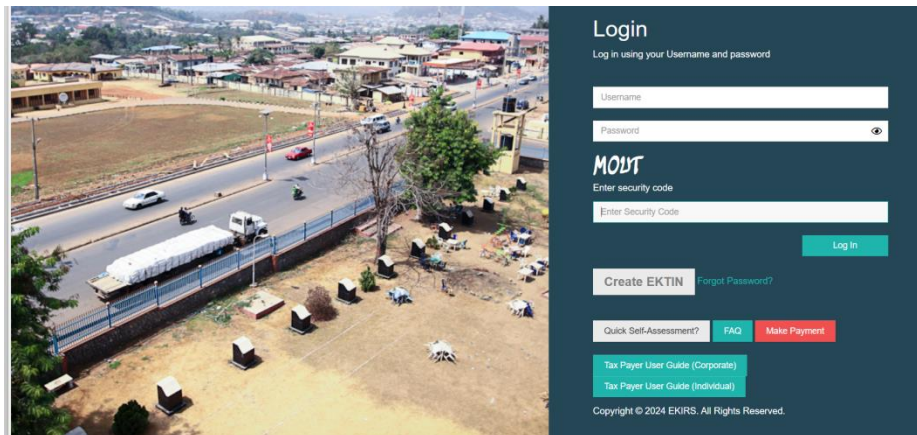 Login
Log in using your Username and password
Username
Password
Enter security code
Enter Security Code
Log In
Create EKTIN Forgot Password?
Quick Self-Assessment? FAQ Make Payment
Tax Payer User Guide (Corporate)
Tax Payer User Guide (Individual)
Copyright © 2024 EKIRS. All Rights Reserved.